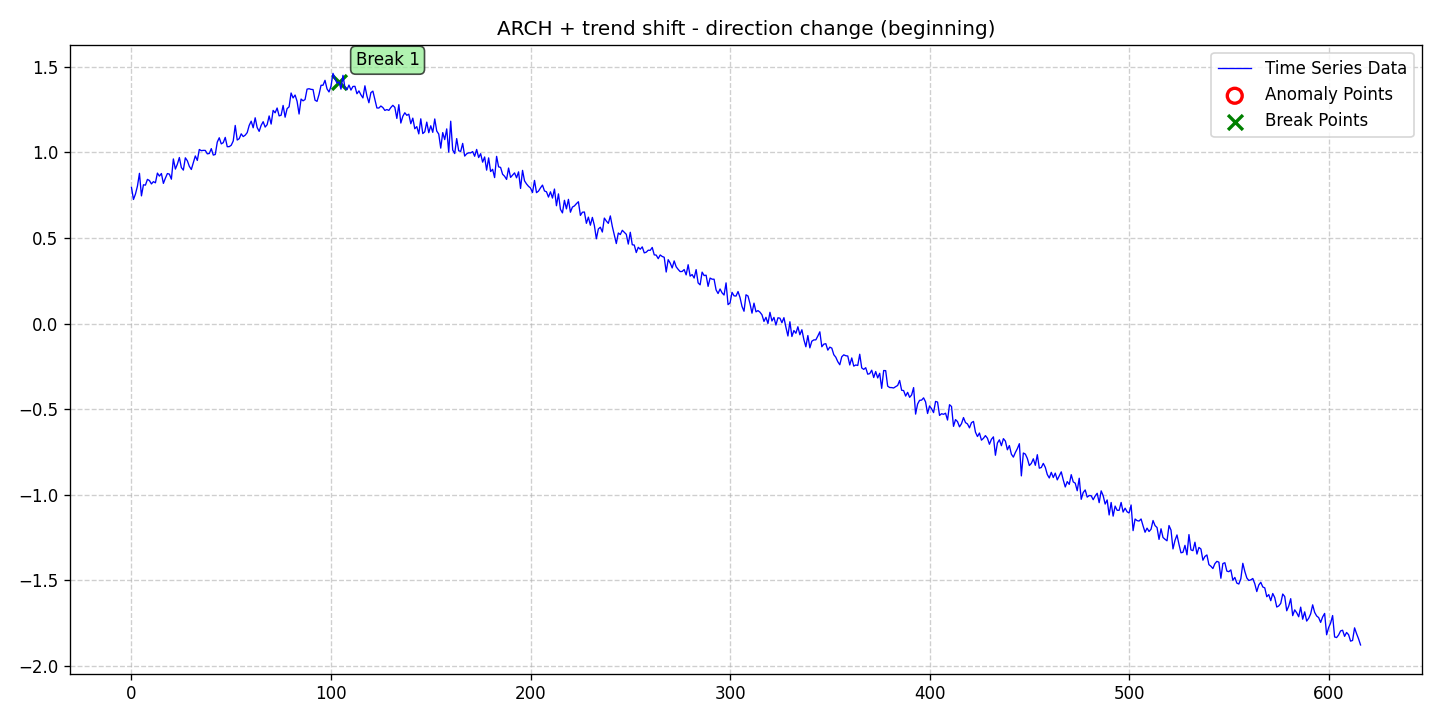 ARCH + trend shift - direction change (beginning)
Break 1
Time Series Data
Anomaly Points
Break Points
1.5
1.0
0.5
0.0
−0.5
−1.0
−1.5
−2.0
0 100 200 300 400 500 600